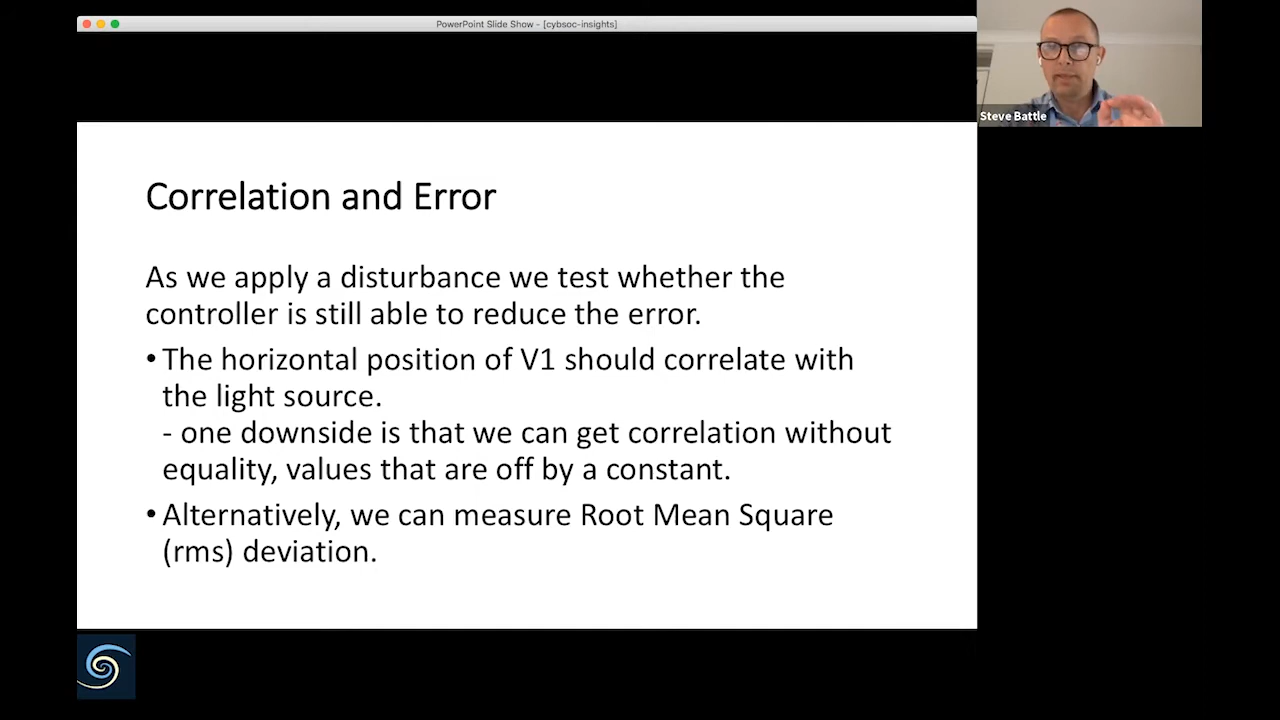 PowerPoint Slide Show - [cybsoc-insights]
Steve Battle
Correlation and Error
As we apply a disturbance we test whether the
controller is still able to reduce the error.
• The horizontal position of V1 should correlate with
the light source.
- one downside is that we can get correlation without
equality, values that are off by a constant.
• Alternatively, we can measure Root Mean Square
(rms) deviation.